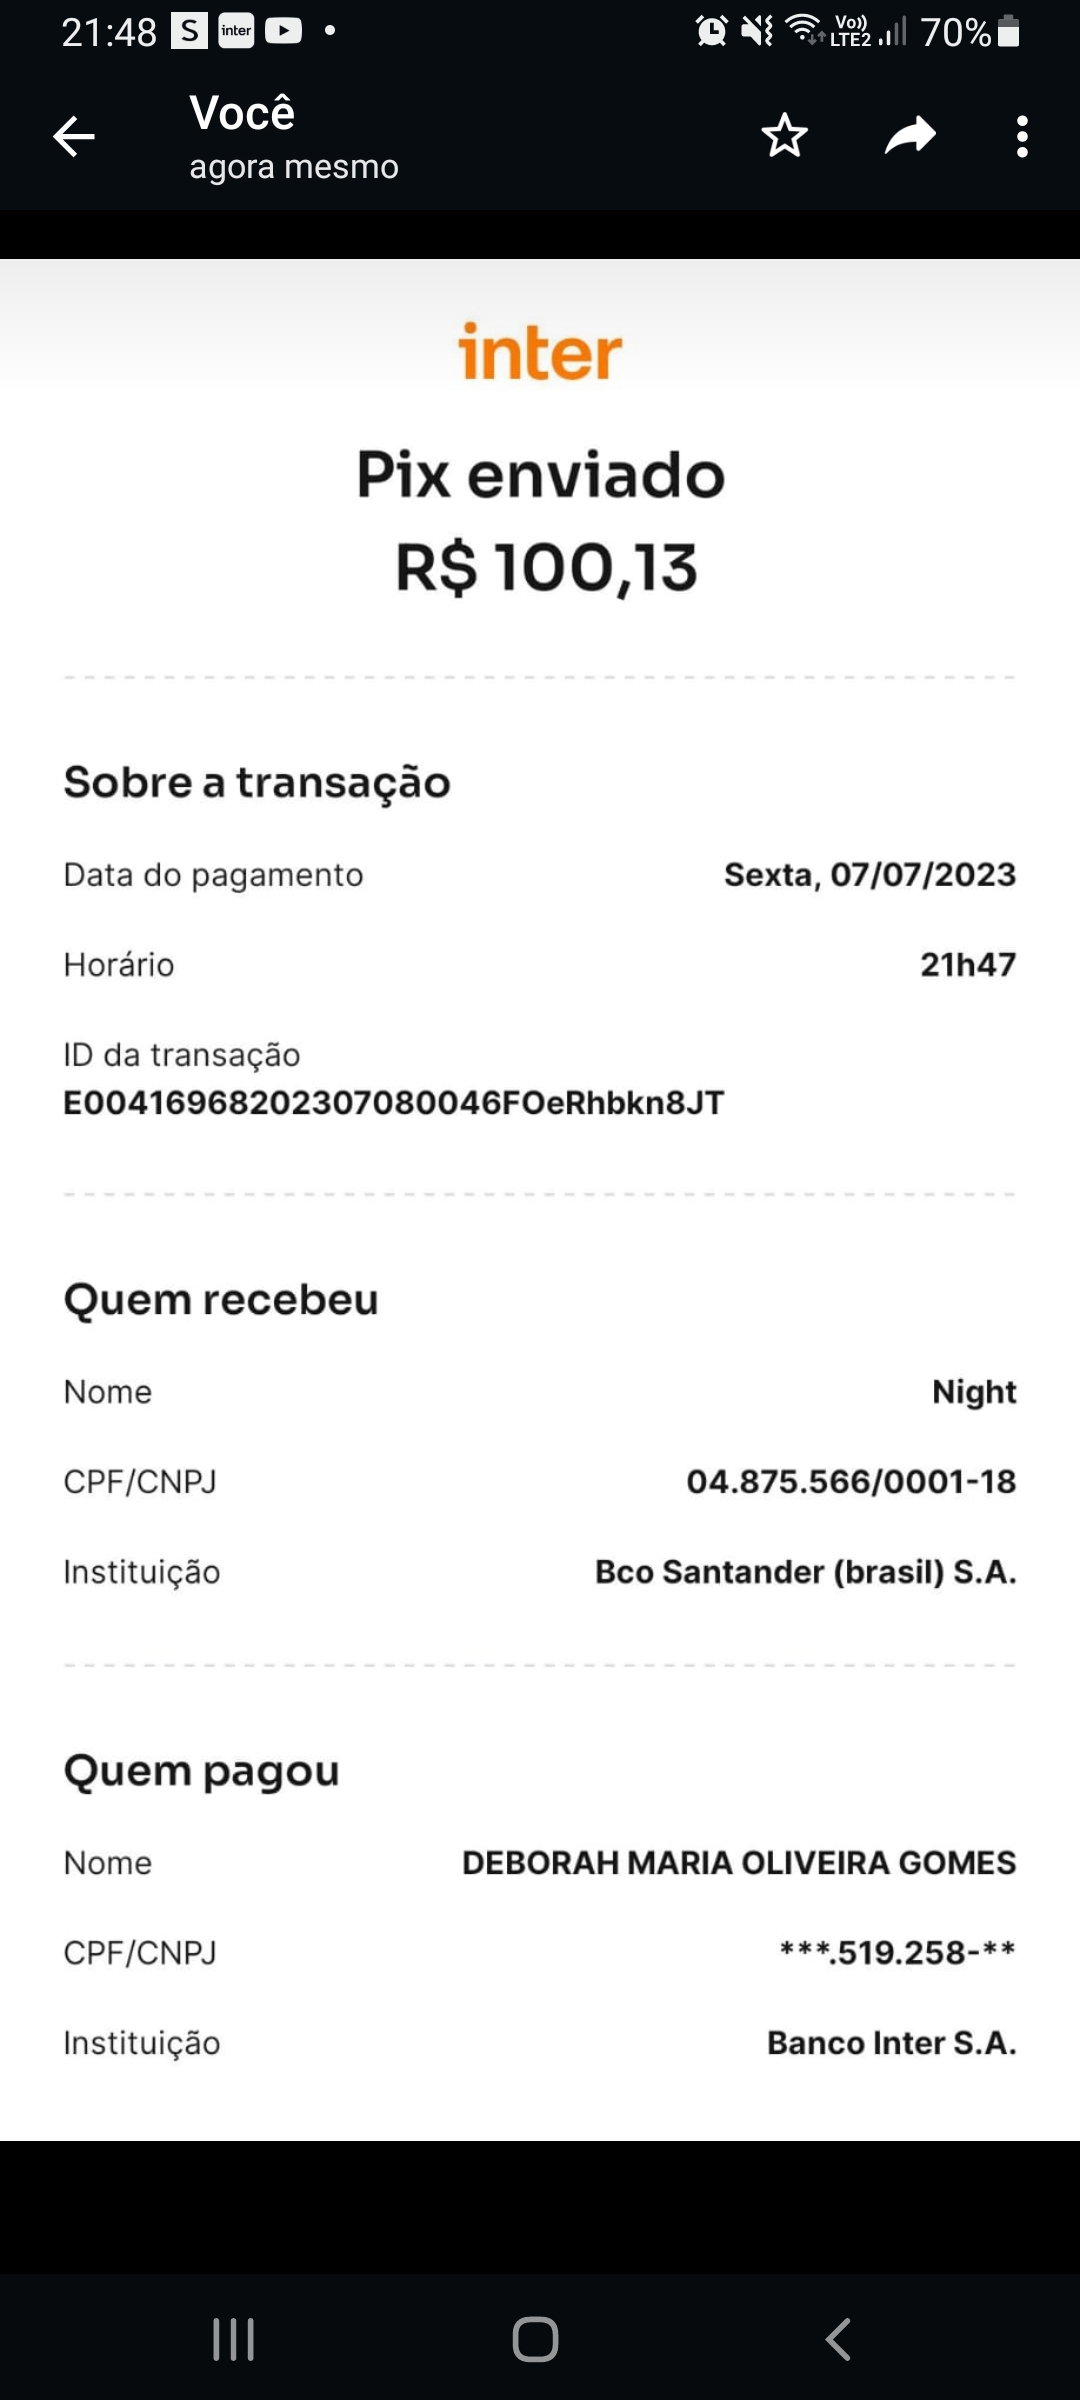 21:48 S inter Vo)) LTE2 70%
Você
agora mesmo
inter
Pix enviado
R$ 100,13
Sobre a transação
Data do pagamento Sexta, 07/07/2023
Horário 21h47
ID da transação
E00416968202307080046FOeRhbkn8JT
Quem recebeu
Nome Night
CPF/CNPJ 04.875.566/0001-18
Instituição Bco Santander (brasil) S.A.
Quem pagou
Nome DEBORAH MARIA OLIVEIRA GOMES
CPF/CNPJ ***.519.258-**
Instituição Banco Inter S.A.